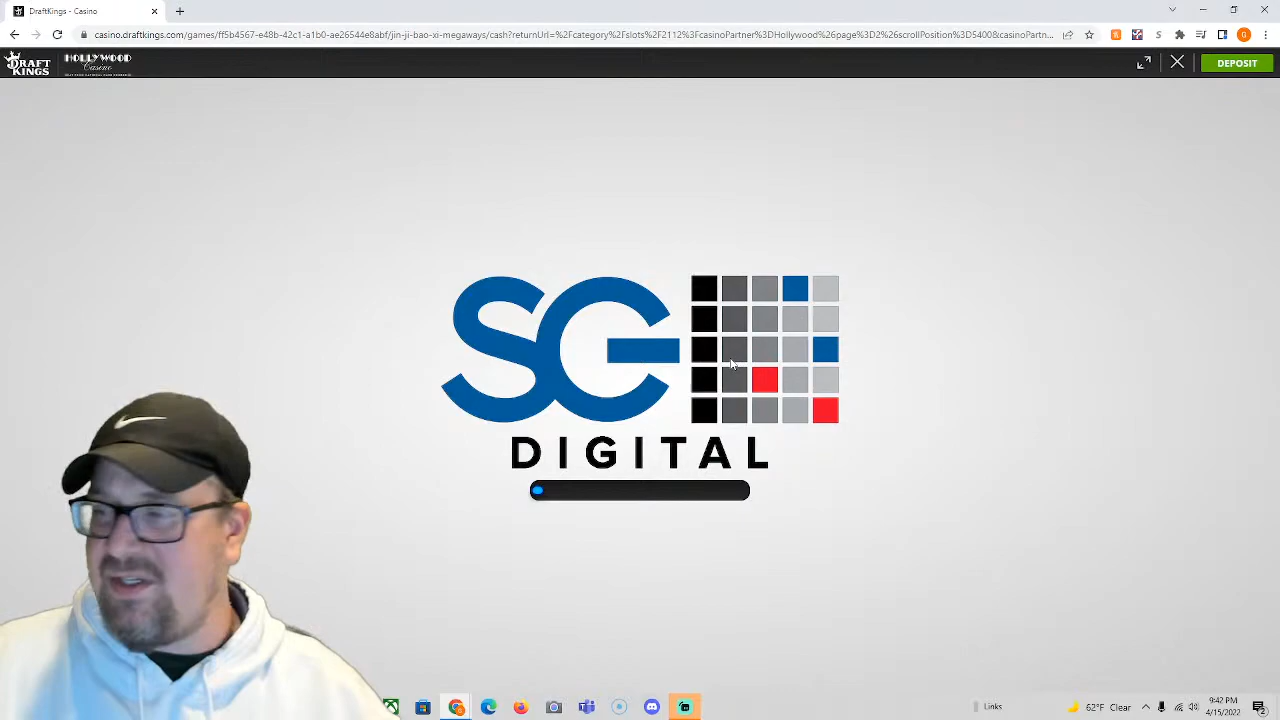 DraftKings - Casino
casino.draftkings.com/games/ff5b4567-e48b-42c1-a1b0-ae26544e8abf/jin-ji-bao-xi-megaways/cash?returnUrl=%2Fcategory%2Fslots%2F2112%3FcasinoPartner%3DHollywood%26page%3D2%26scrollPosition%3D5408&casinoPartn...
DRAFT KINGS
HOLLYWOOD Casino
DEPOSIT
SG
DIGITAL
Links
62°F Clear
9:42 PM
4/15/2022